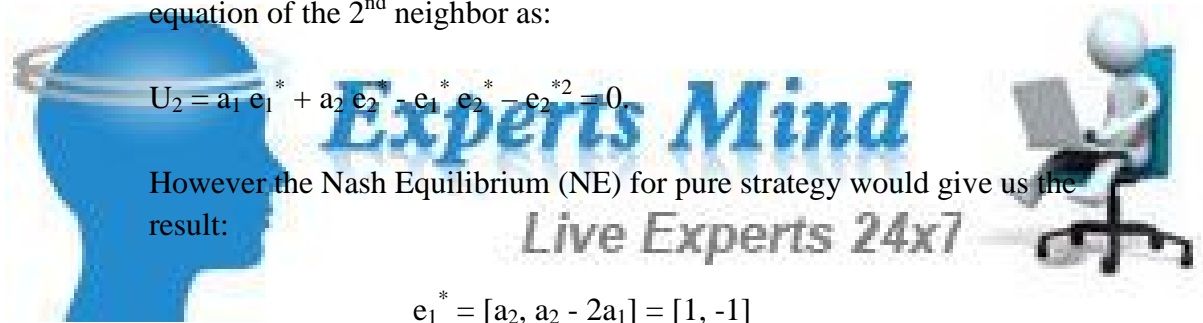 equation of the 2nd neighbor as:
U₂ = a₁ e₁* + a₂ e₂* - e₁* e₂* – e₂*² = 0.
Experts Mind
However the Nash Equilibrium (NE) for pure strategy would give us the
result:
Live Experts 24x7
e₁* = [a₂, a₂ - 2a₁] = [1, -1]